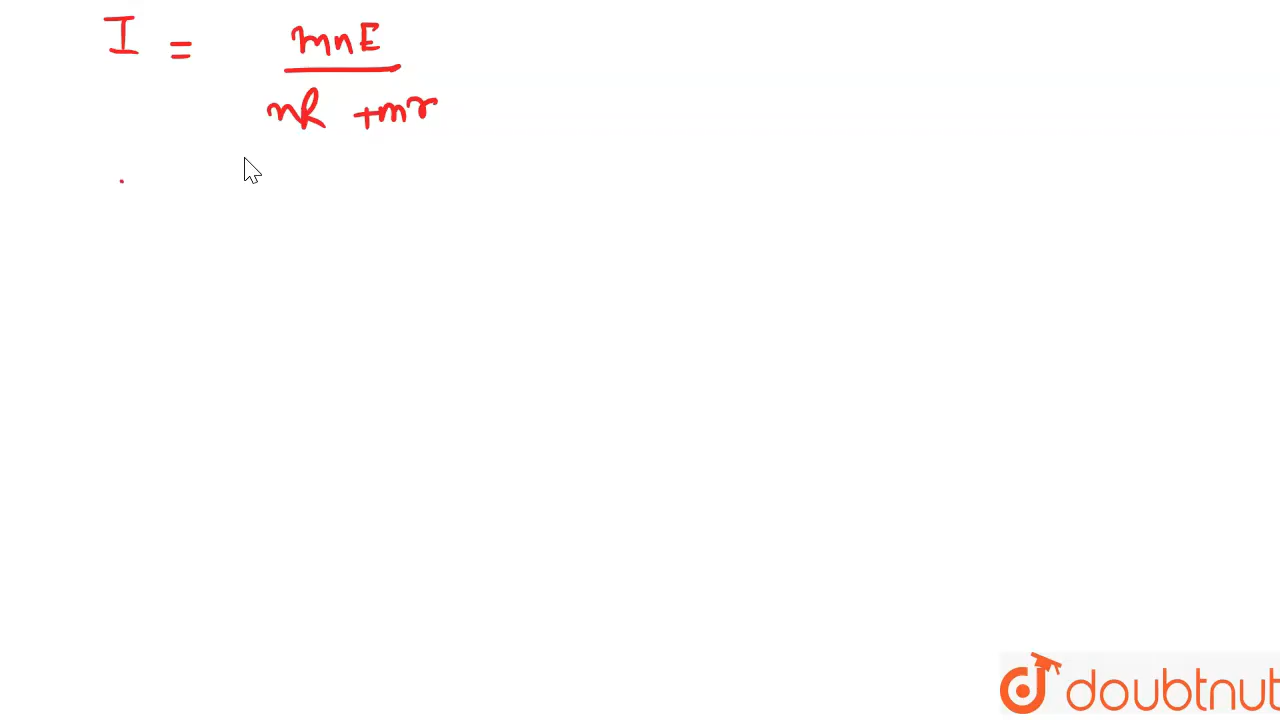 I = mnE
nR + mr
doubtnut